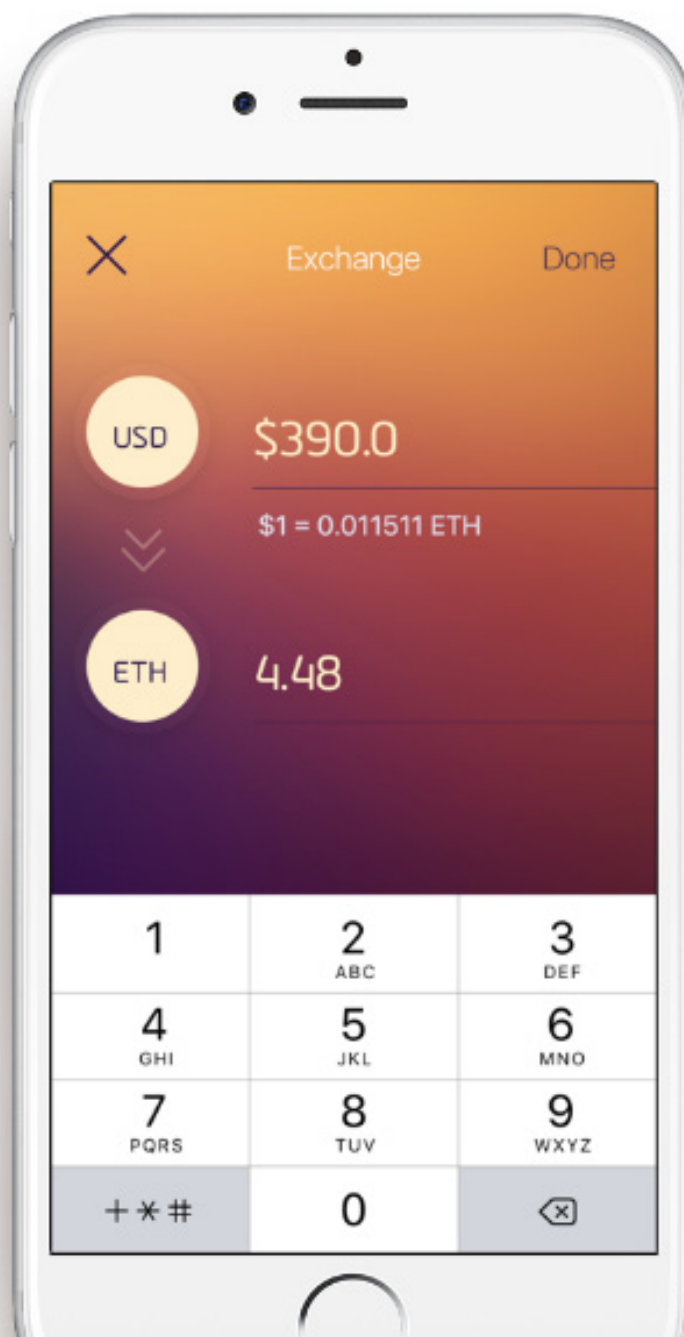 Exchange
Done
USD
$390.0
$1 = 0.011511 ETH
ETH
4.48
1
2
ABC
3
DEF
4
GHI
5
JKL
6
MNO
7
PQRS
8
TUV
9
WXYZ
+*#
0